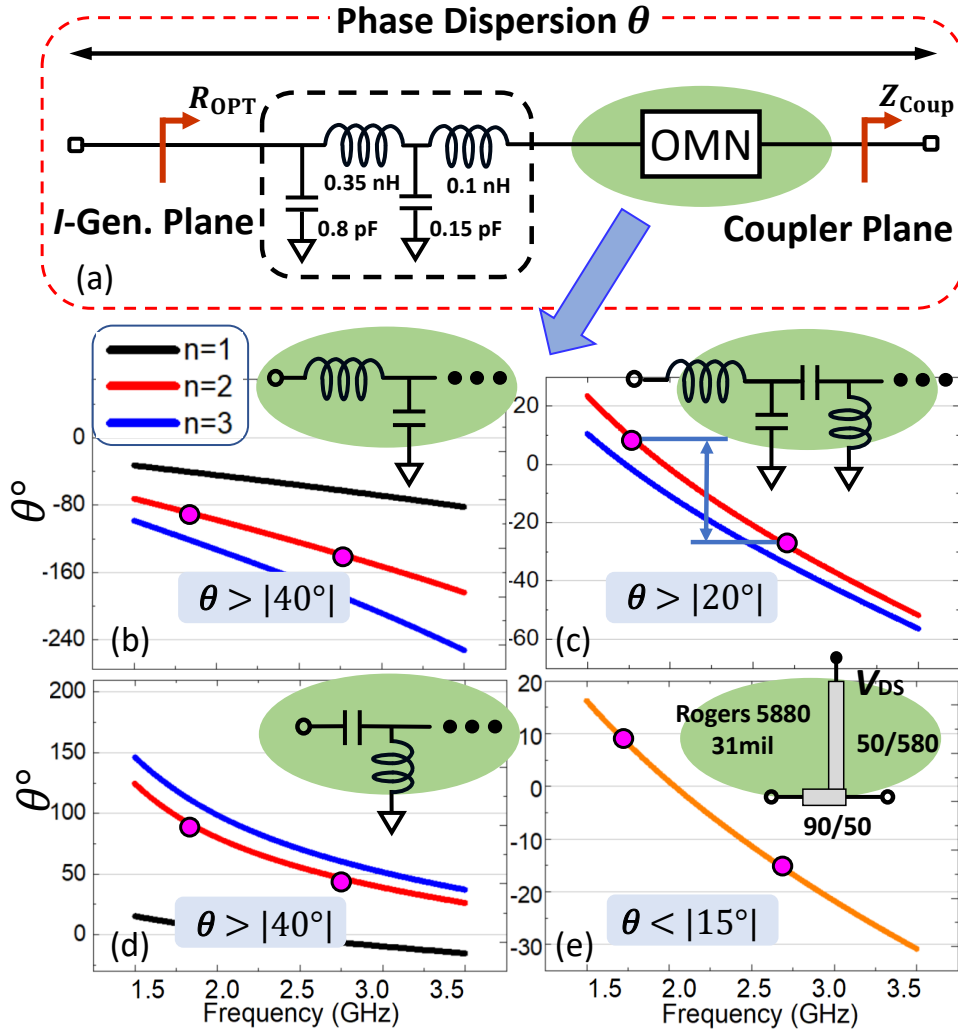 Phase Dispersion θ
R_OPT
Z_Coup
OMN
0.35 nH
0.1 nH
0.8 pF
0.15 pF
I-Gen. Plane
Coupler Plane
(a)
n=1
n=2
n=3
θ°
0
-80
-160
-240
θ > |40°|
(b)
20
0
-20
-40
-60
θ > |20°|
(c)
θ°
200
150
100
50
0
θ > |40°|
(d)
1.5 2.0 2.5 3.0 3.5
Frequency (GHz)
20
10
0
-10
-20
-30
V_DS
Rogers 5880
31mil
50/580
90/50
θ < |15°|
(e)
1.5 2.0 2.5 3.0 3.5
Frequency (GHz)